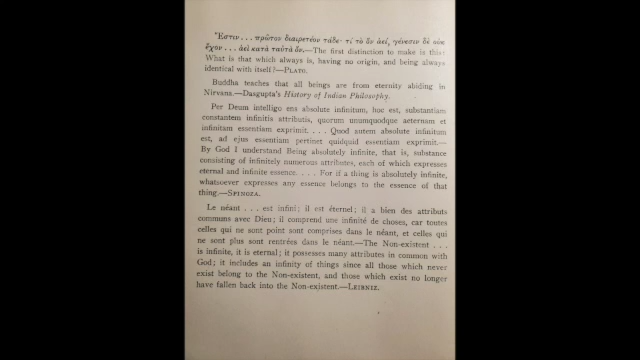 Ἔστιν . . . πρῶτον διαιρετέον τάδε· τί τὸ ὂν ἀεί, γένεσιν δὲ οὐκ
ἔχον . . . ἀεὶ κατὰ ταὐτὰ ὄν.—The first distinction to make is this:
What is that which always is, having no origin, and being always
identical with itself?—PLATO.
Buddha teaches that all beings are from eternity abiding in
Nirvana.—Dasgupta's History of Indian Philosophy.
Per Deum intelligo ens absolute infinitum, hoc est, substantiam
constantem infinitis attributis, quorum unumquodque aeternam et
infinitam essentiam exprimit. . . . Quod autem absolute infinitum
est, ad ejus essentiam pertinet quidquid essentiam exprimit.—
By God I understand Being absolutely infinite, that is, substance
consisting of infinitely numerous attributes, each of which expresses
eternal and infinite essence. . . . For if a thing is absolutely infinite,
whatsoever expresses any essence belongs to the essence of that
thing.—SPINOZA.
Le néant . . . est infini; il est éternel; il a bien des attributs
communs avec Dieu; il comprend une infinité de choses, car toutes
celles qui ne sont point sont comprises dans le néant, et celles qui
ne sont plus sont rentrées dans le néant.—The Non-existent . . .
is infinite, it is eternal; it possesses many attributes in common with
God; it includes an infinity of things since all those which never
exist belong to the Non-existent, and those which exist no longer
have fallen back into the Non-existent.—LEIBNIZ.